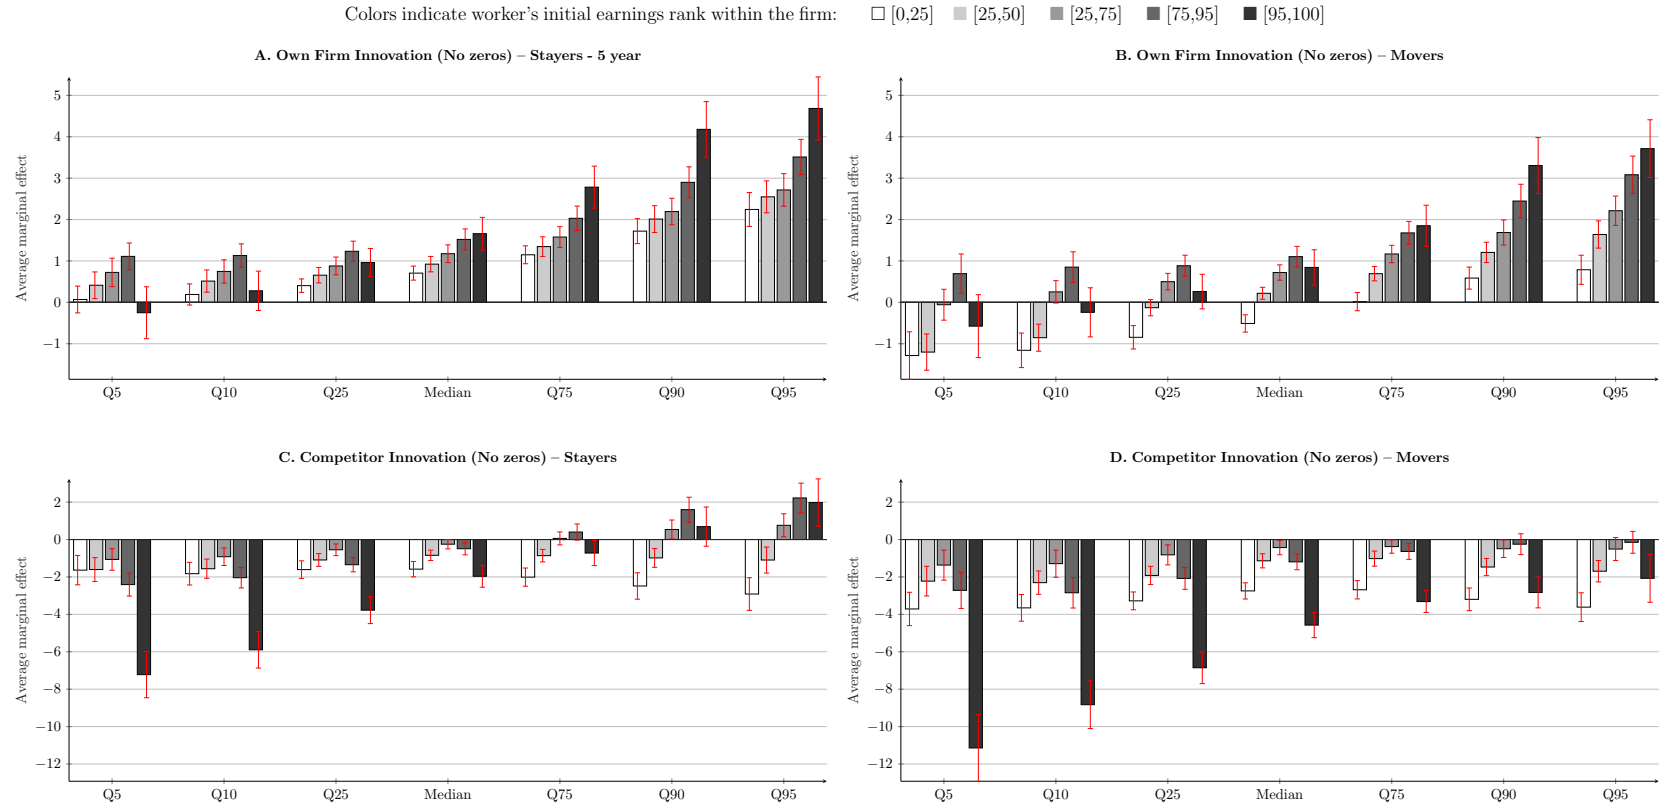 Colors indicate worker's initial earnings rank within the firm: [0,25] [25,50] [25,75] [75,95] [95,100]
A. Own Firm Innovation (No zeros) – Stayers - 5 year
Average marginal effect
5
4
3
2
1
0
−1
Q5 Q10 Q25 Median Q75 Q90 Q95
B. Own Firm Innovation (No zeros) – Movers
Average marginal effect
5
4
3
2
1
0
−1
Q5 Q10 Q25 Median Q75 Q90 Q95
C. Competitor Innovation (No zeros) – Stayers
Average marginal effect
2
0
−2
−4
−6
−8
−10
−12
Q5 Q10 Q25 Median Q75 Q90 Q95
D. Competitor Innovation (No zeros) – Movers
Average marginal effect
2
0
−2
−4
−6
−8
−10
−12
Q5 Q10 Q25 Median Q75 Q90 Q95